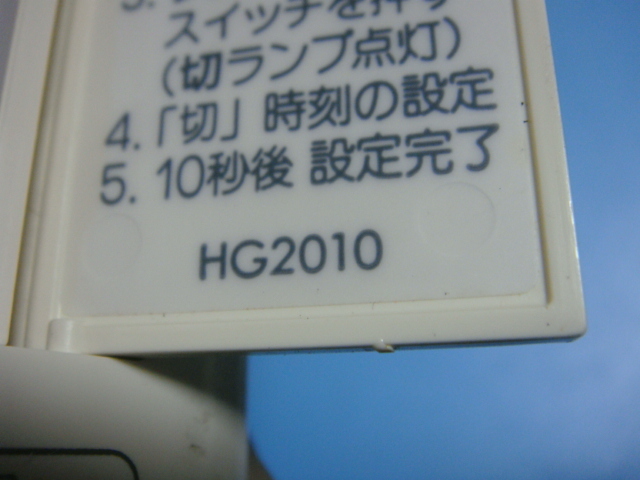 スイッチを押す
(切ランプ点灯)
4.「切」時刻の設定
5. 10秒後 設定完了
HG2010